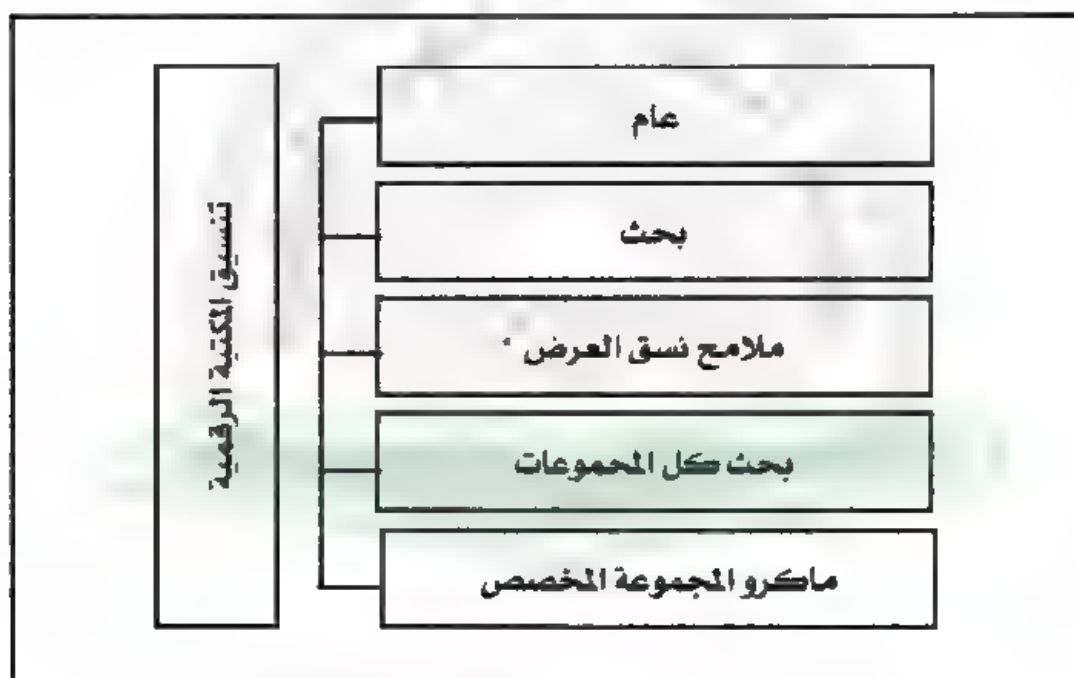 تنسيق المكتبة الرقمية
عام
بحث
ملامح نسق العرض
بحث كل المجموعات
ماكرو المجموعة المخصص